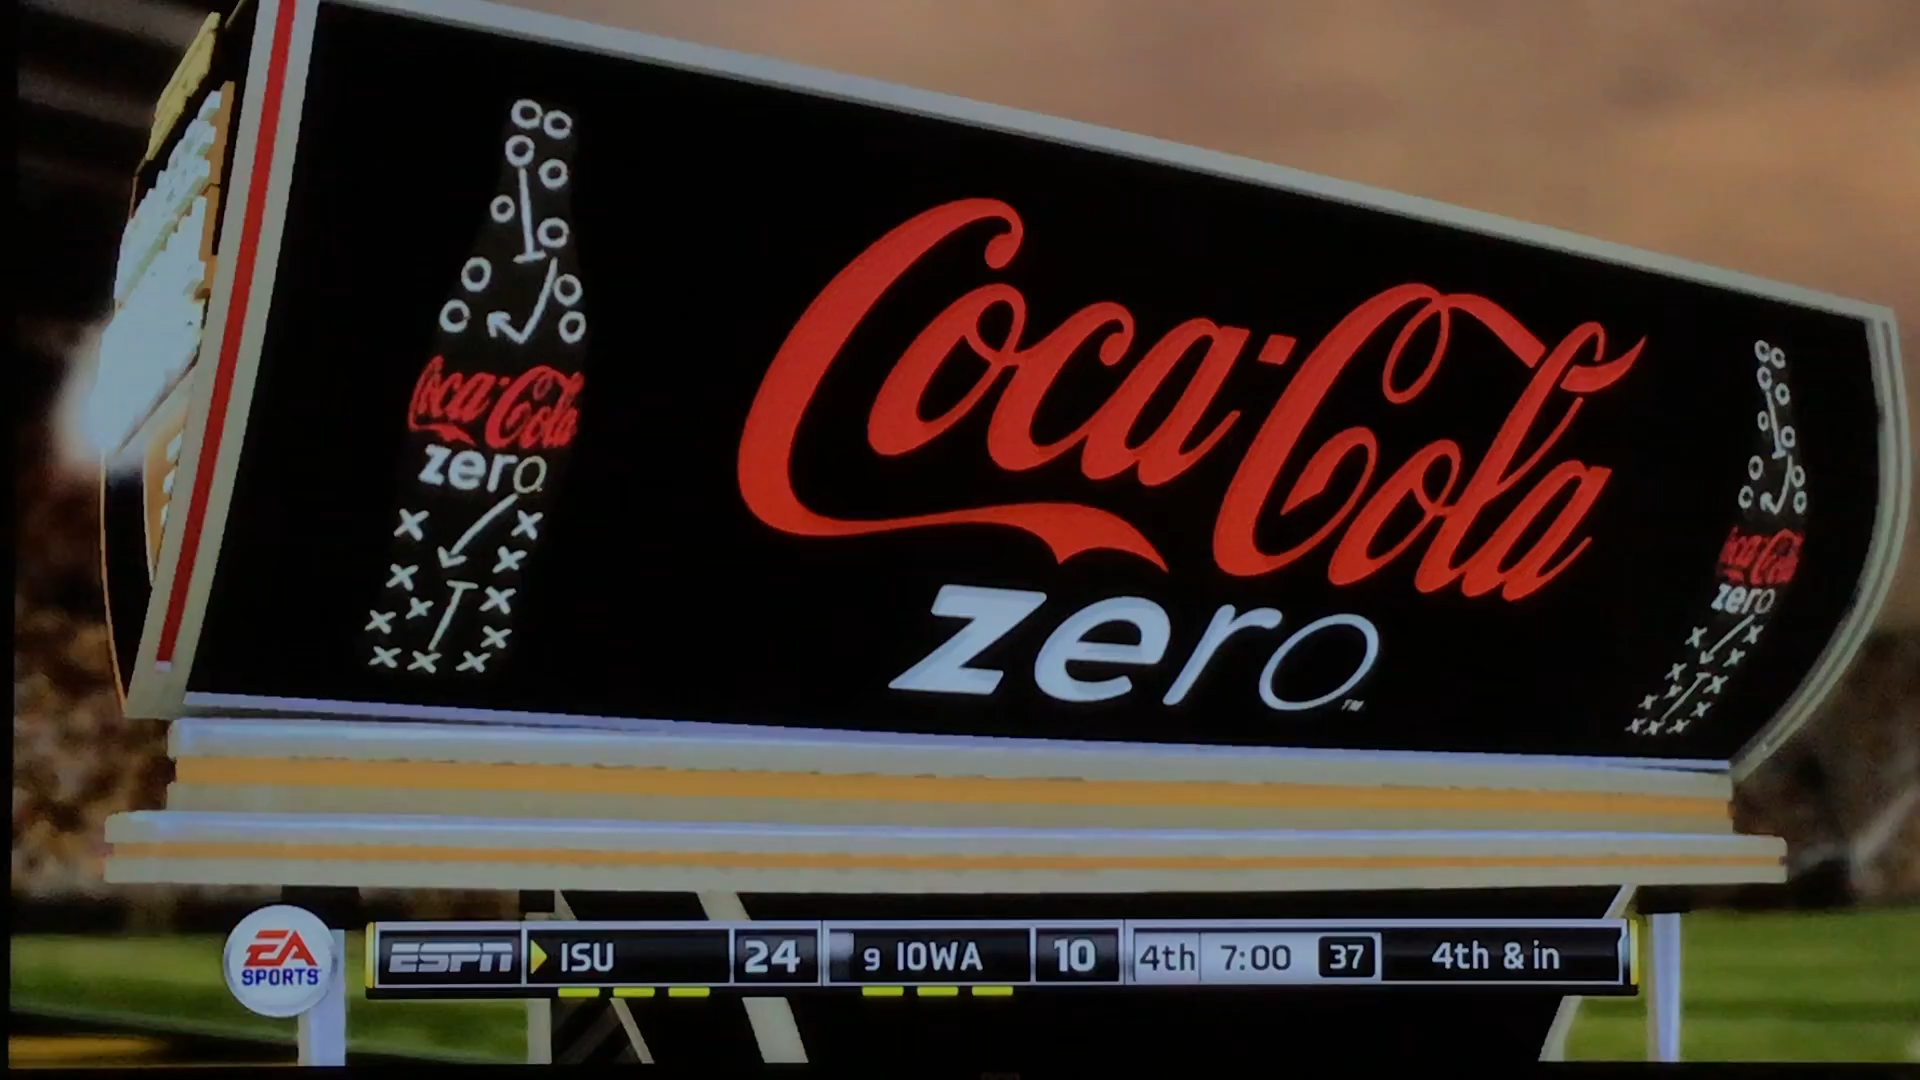 Coca-Cola
zero
Coca-Cola
zero™
Coca-Cola
zero
EA
SPORTS
ESPN ISU 24 9 IOWA 10 4th 7:00 37 4th & in